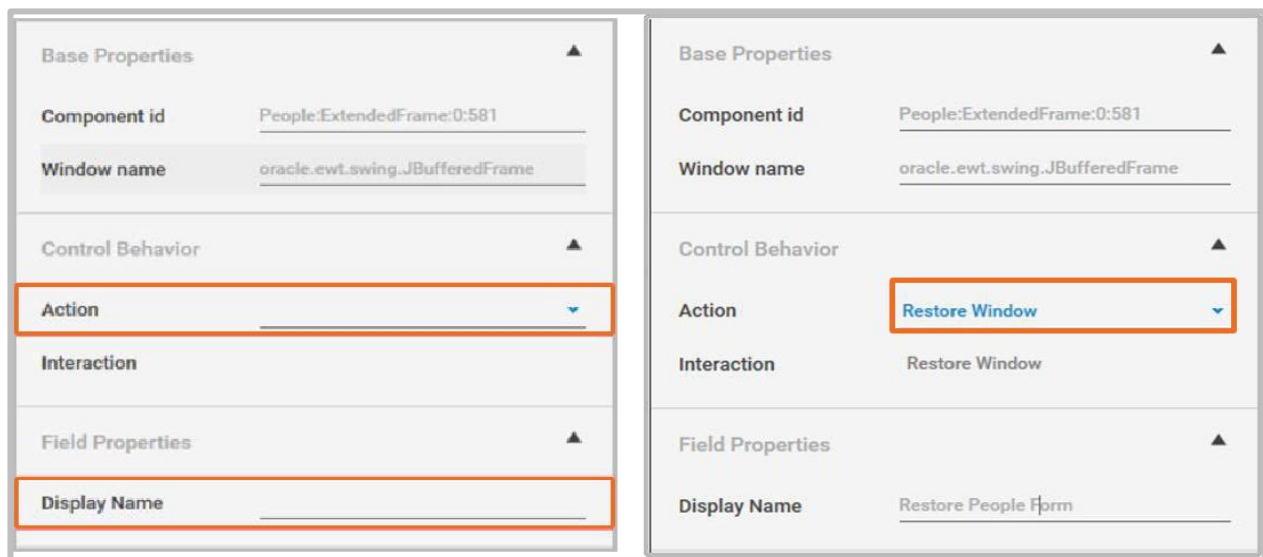 Base Properties
Component id People:ExtendedFrame:0:581
Window name oracle.ewt.swing.JBufferedFrame
Control Behavior
Action
Interaction
Field Properties
Display Name
Base Properties
Component id People:ExtendedFrame:0:581
Window name oracle.ewt.swing.JBufferedFrame
Control Behavior
Action Restore Window
Interaction Restore Window
Field Properties
Display Name Restore People Form